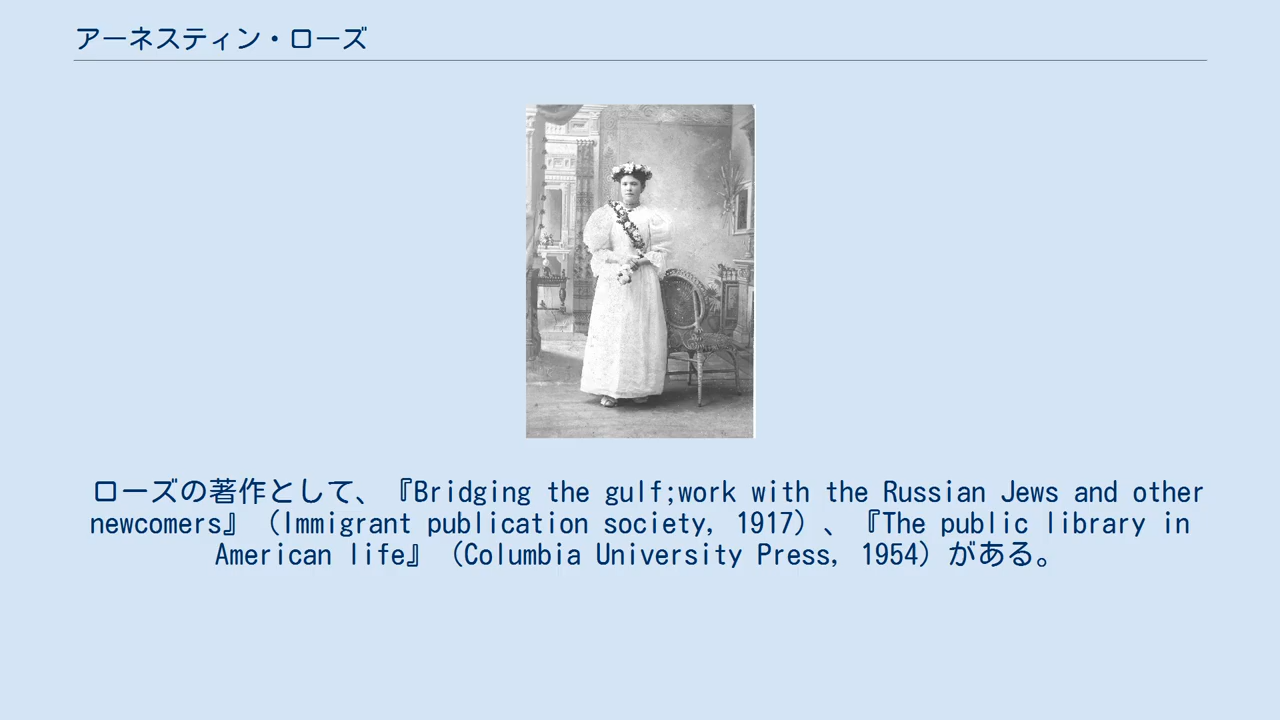 アーネスティン・ローズ
ローズの著作として、『Bridging the gulf;work with the Russian Jews and other
newcomers』（Immigrant publication society, 1917）、『The public library in
American life』（Columbia University Press, 1954）がある。